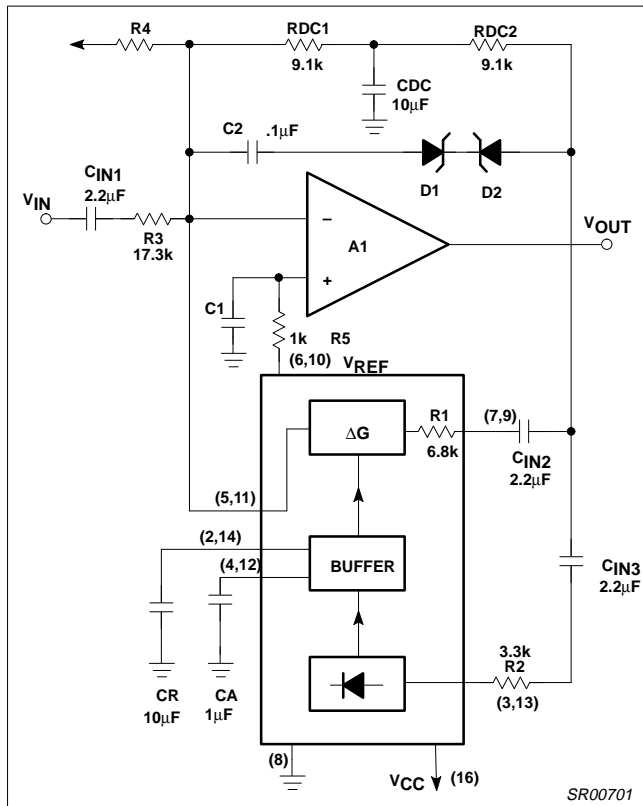 R4
RDC1
RDC2
9.1k
9.1k
CDC
10µF
C2
.1µF
D1
D2
CIN1
2.2µF
VIN
R3
17.3k
–
A1
+
VOUT
C1
1k
R5
(6,10)
VREF
ΔG
R1
6.8k
(7,9)
CIN2
2.2µF
(5,11)
(2,14)
(4,12)
BUFFER
CIN3
2.2µF
3.3k
R2
(3,13)
CR
10µF
CA
1µF
(8)
VCC
(16)
SR00701